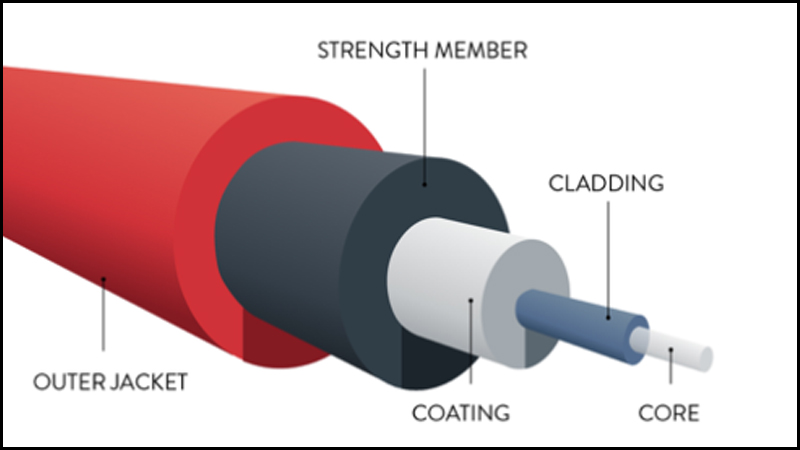 STRENGTH MEMBER
CLADDING
OUTER JACKET
COATING
CORE